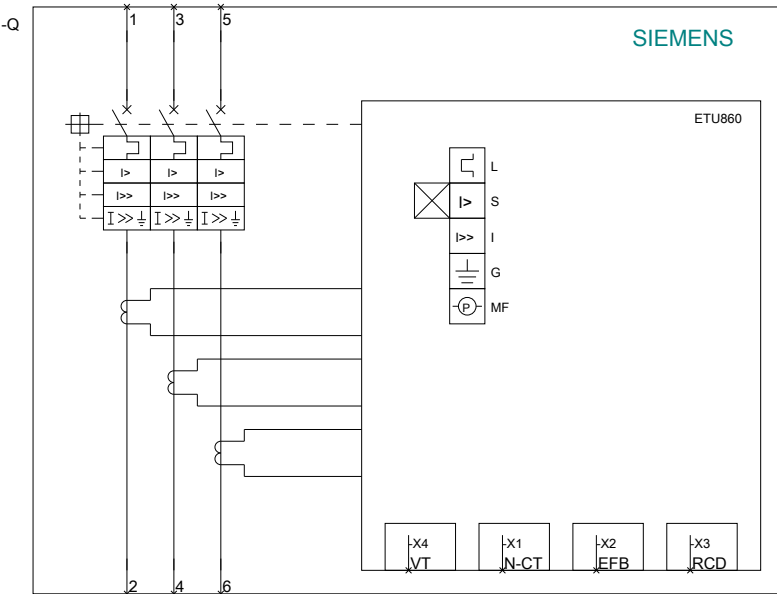 -Q
1 3 5
SIEMENS
ETU860
L
I> I> I> I> S
I>> I>> I>> I>> I
I>> I>> I>> G
P MF
-X4 -X1 -X2 -X3
VT N-CT EFB RCD
2 4 6